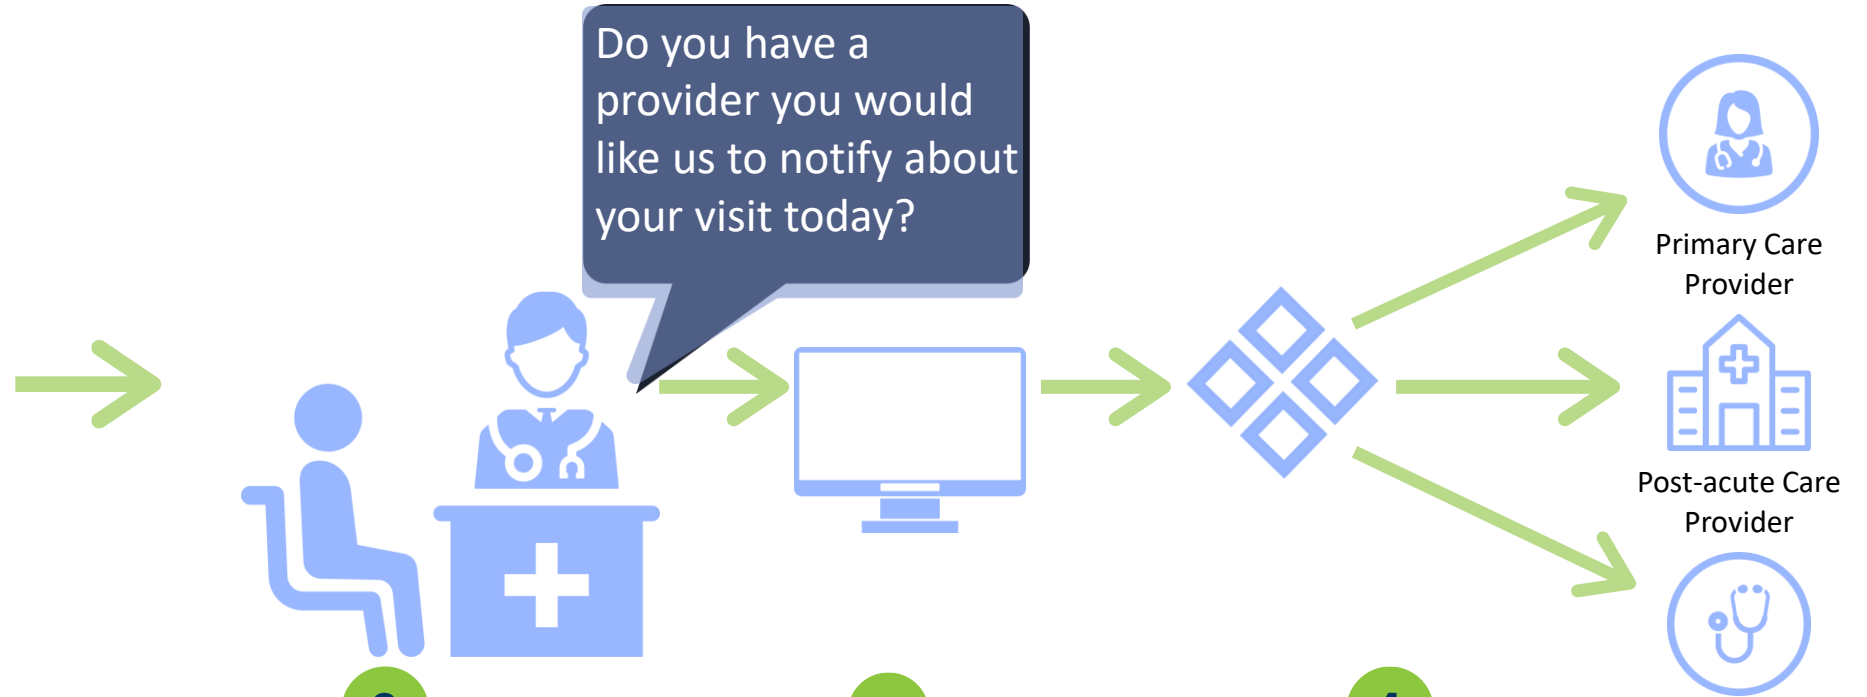 Do you have a
provider you would
like us to notify about
your visit today?
Primary Care
Provider
Post-acute Care
Provider